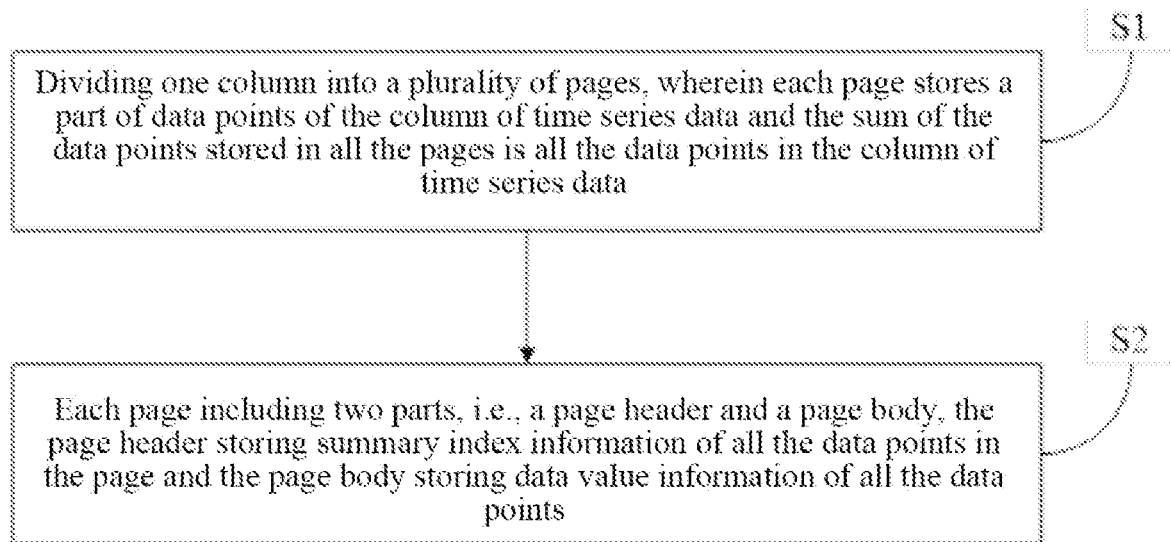 S1
Dividing one column into a plurality of pages, wherein each page stores a
part of data points of the column of time series data and the sum of the
data points stored in all the pages is all the data points in the column of
time series data
S2
Each page including two parts, i.e., a page header and a page body, the
page header storing summary index information of all the data points in
the page and the page body storing data value information of all the data
points